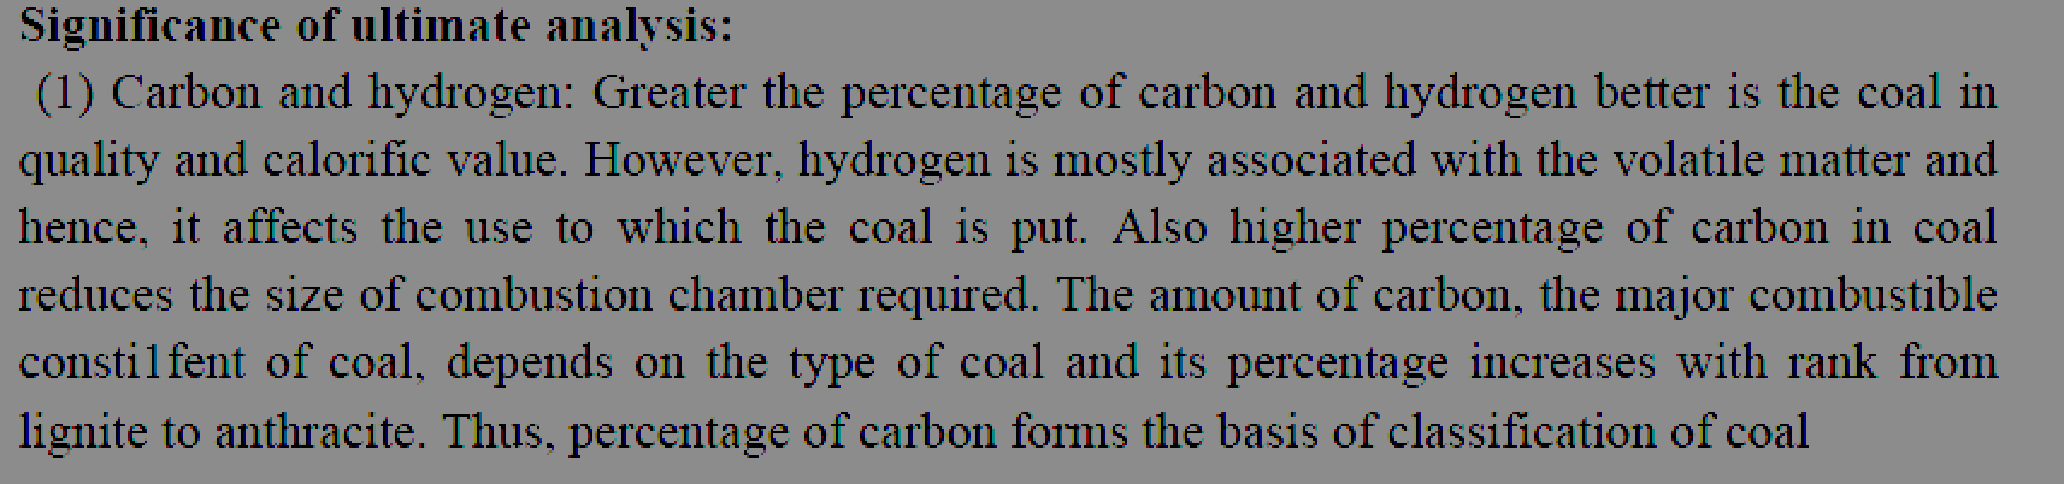 Significance of ultimate analysis:
(1) Carbon and hydrogen: Greater the percentage of carbon and hydrogen better is the coal in
quality and calorific value. However, hydrogen is mostly associated with the volatile matter and
hence, it affects the use to which the coal is put. Also higher percentage of carbon in coal
reduces the size of combustion chamber required. The amount of carbon, the major combustible
consti1fent of coal, depends on the type of coal and its percentage increases with rank from
lignite to anthracite. Thus, percentage of carbon forms the basis of classification of coal